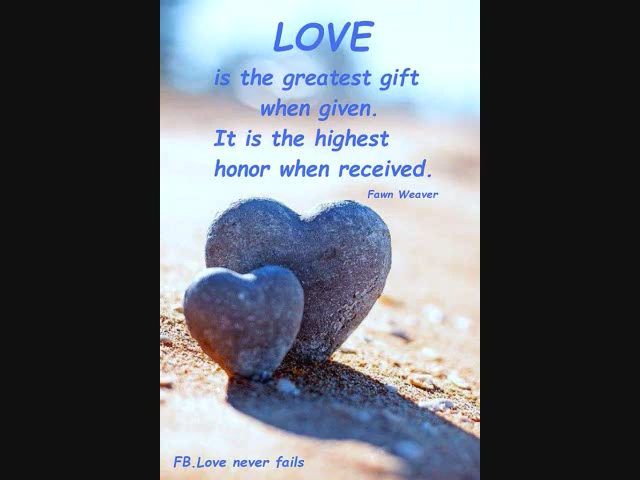 LOVE
is the greatest gift
when given.
It is the highest
honor when received.
Fawn Weaver
FB.Love never fails